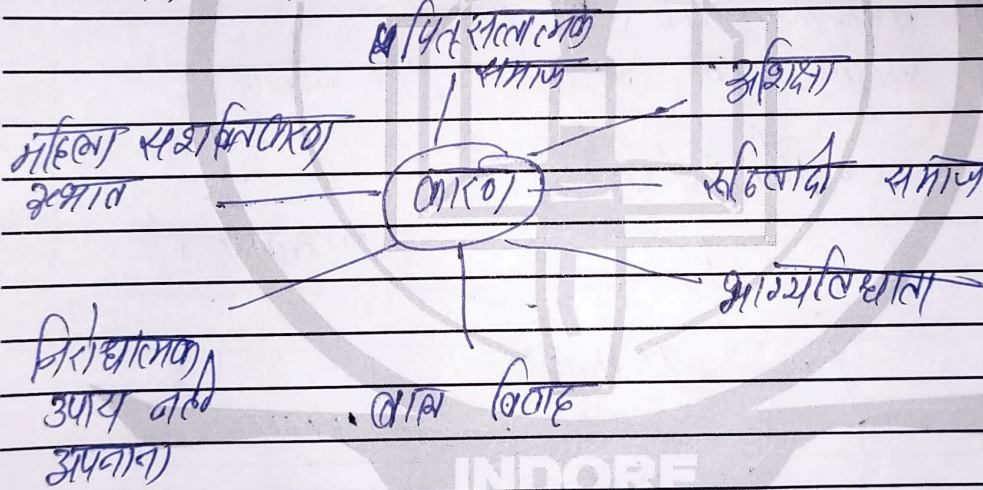 पितृसत्तात्मक
समाज
अशिक्षा
महिला सशक्तिकरण
अभाव
कारण
रूढिवादी समाज
भाग्यविधाता
निरोधात्मक
उपाय नही
अपनाना
बाल विवाह
INDORE